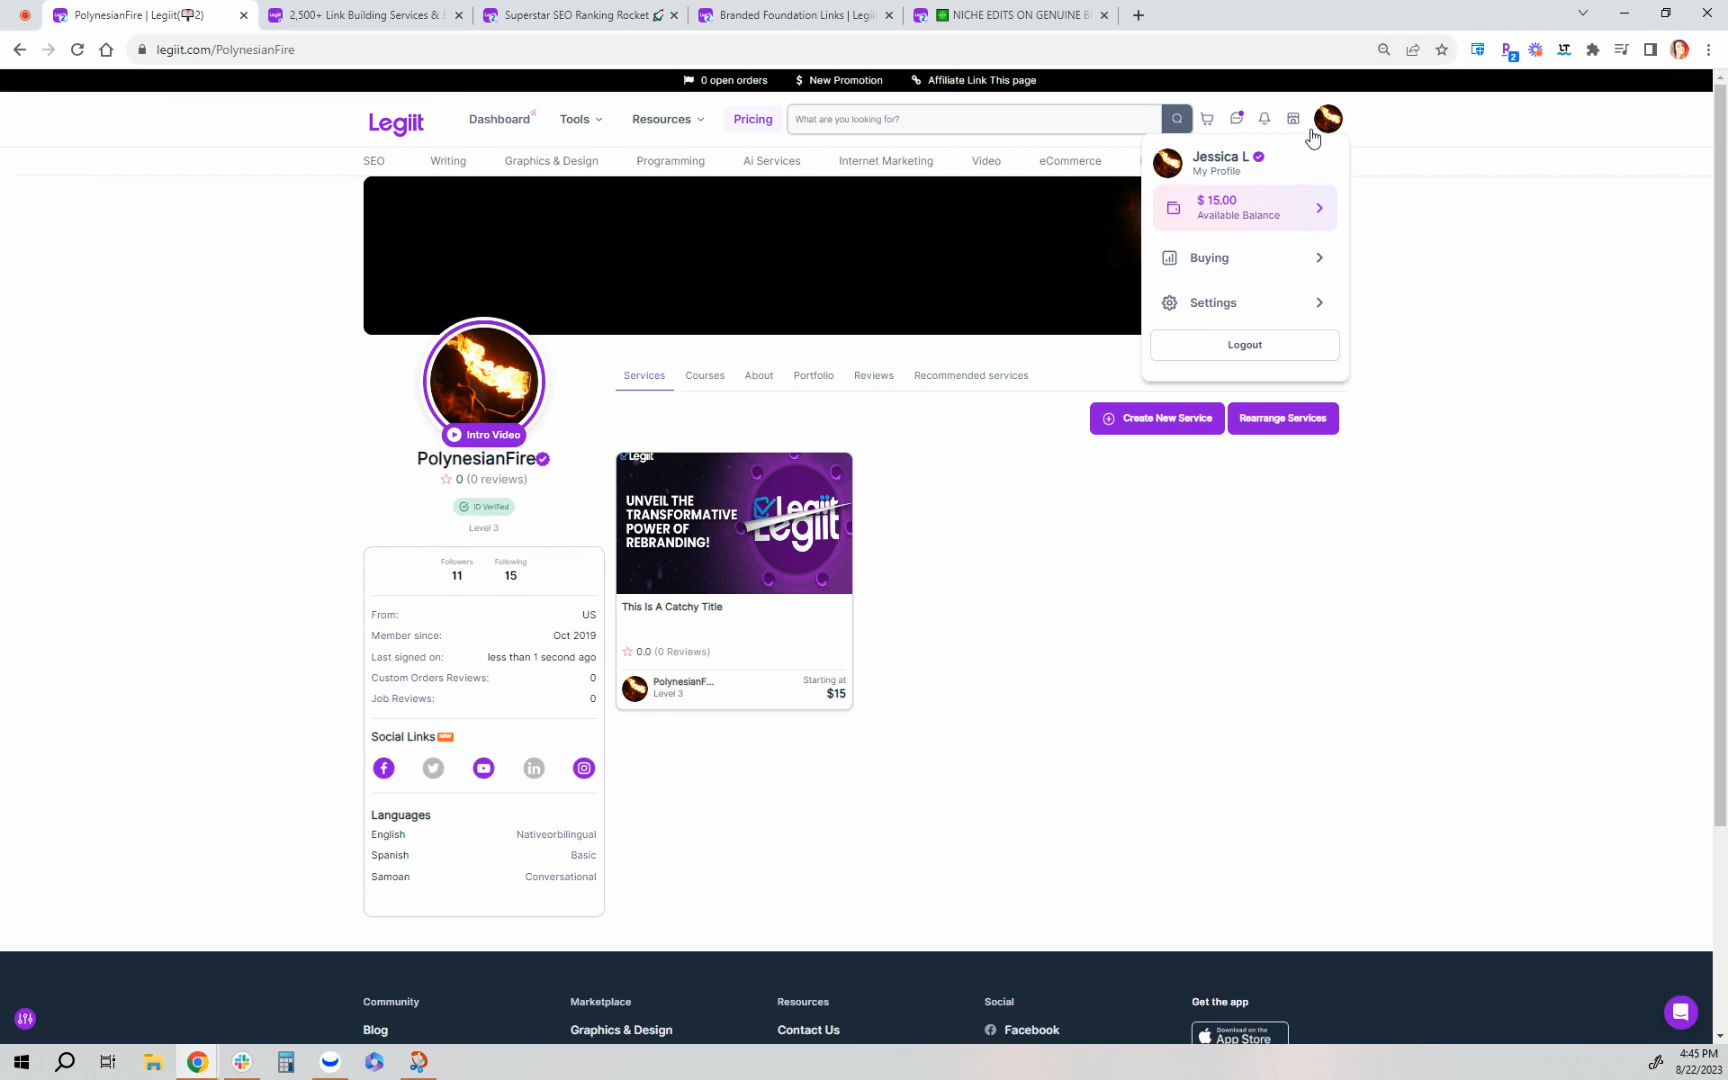 PolynesianFire | Legiit(2)
2,500+ Link Building Services &
Superstar SEO Ranking Rocket
Branded Foundation Links | Legii
NICHE EDITS ON GENUINE B
legiit.com/PolynesianFire
2
0 open orders
$ New Promotion
Affiliate Link This page
Legiit
Dashboard
Tools
Resources
Pricing
What are you looking for?
SEO
Writing
Graphics & Design
Programming
Ai Services
Internet Marketing
Video
eCommerce
Jessica L
My Profile
$ 15.00
Available Balance
Buying
Settings
Logout
Intro Video
PolynesianFire
0 (0 reviews)
ID Verified
Level 3
Followers
11
Following
15
From: US
Member since: Oct 2019
Last signed on: less than 1 second ago
Custom Orders Reviews: 0
Job Reviews: 0
Social Links NEW
Languages
English Nativeorbilingual
Spanish Basic
Samoan Conversational
Services
Courses
About
Portfolio
Reviews
Recommended services
Create New Service
Rearrange Services
Legiit
UNVEIL THE
TRANSFORMATIVE
POWER OF
REBRANDING!
Legiit
Legiit
This Is A Catchy Title
0.0 (0 Reviews)
PolynesianF...
Level 3
Starting at
$15
Community
Marketplace
Resources
Social
Get the app
Blog
Graphics & Design
Contact Us
Facebook
Download on the
App Store
4:45 PM
8/22/2023